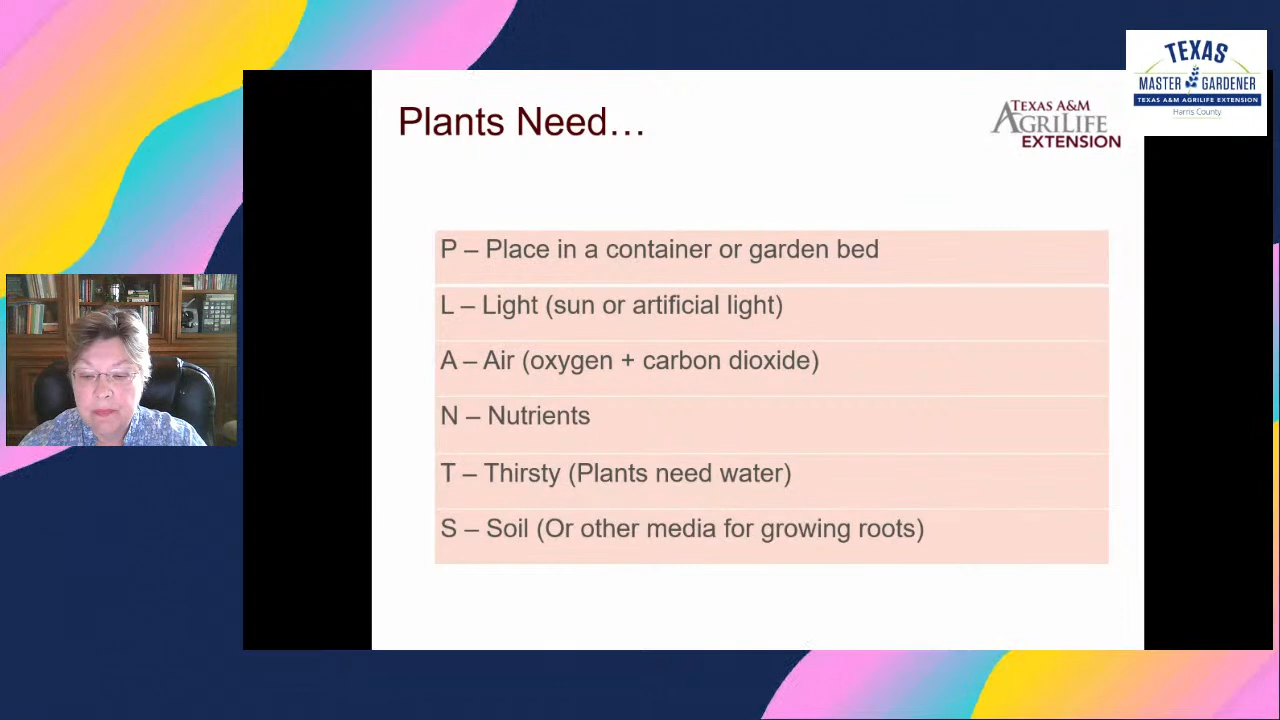 Plants Need…
TEXAS A&M
AGRILIFE
EXTENSION
TEXAS
MASTER GARDENER
TEXAS A&M AGRILIFE EXTENSION
Harris County
P – Place in a container or garden bed
L – Light (sun or artificial light)
A – Air (oxygen + carbon dioxide)
N – Nutrients
T – Thirsty (Plants need water)
S – Soil (Or other media for growing roots)